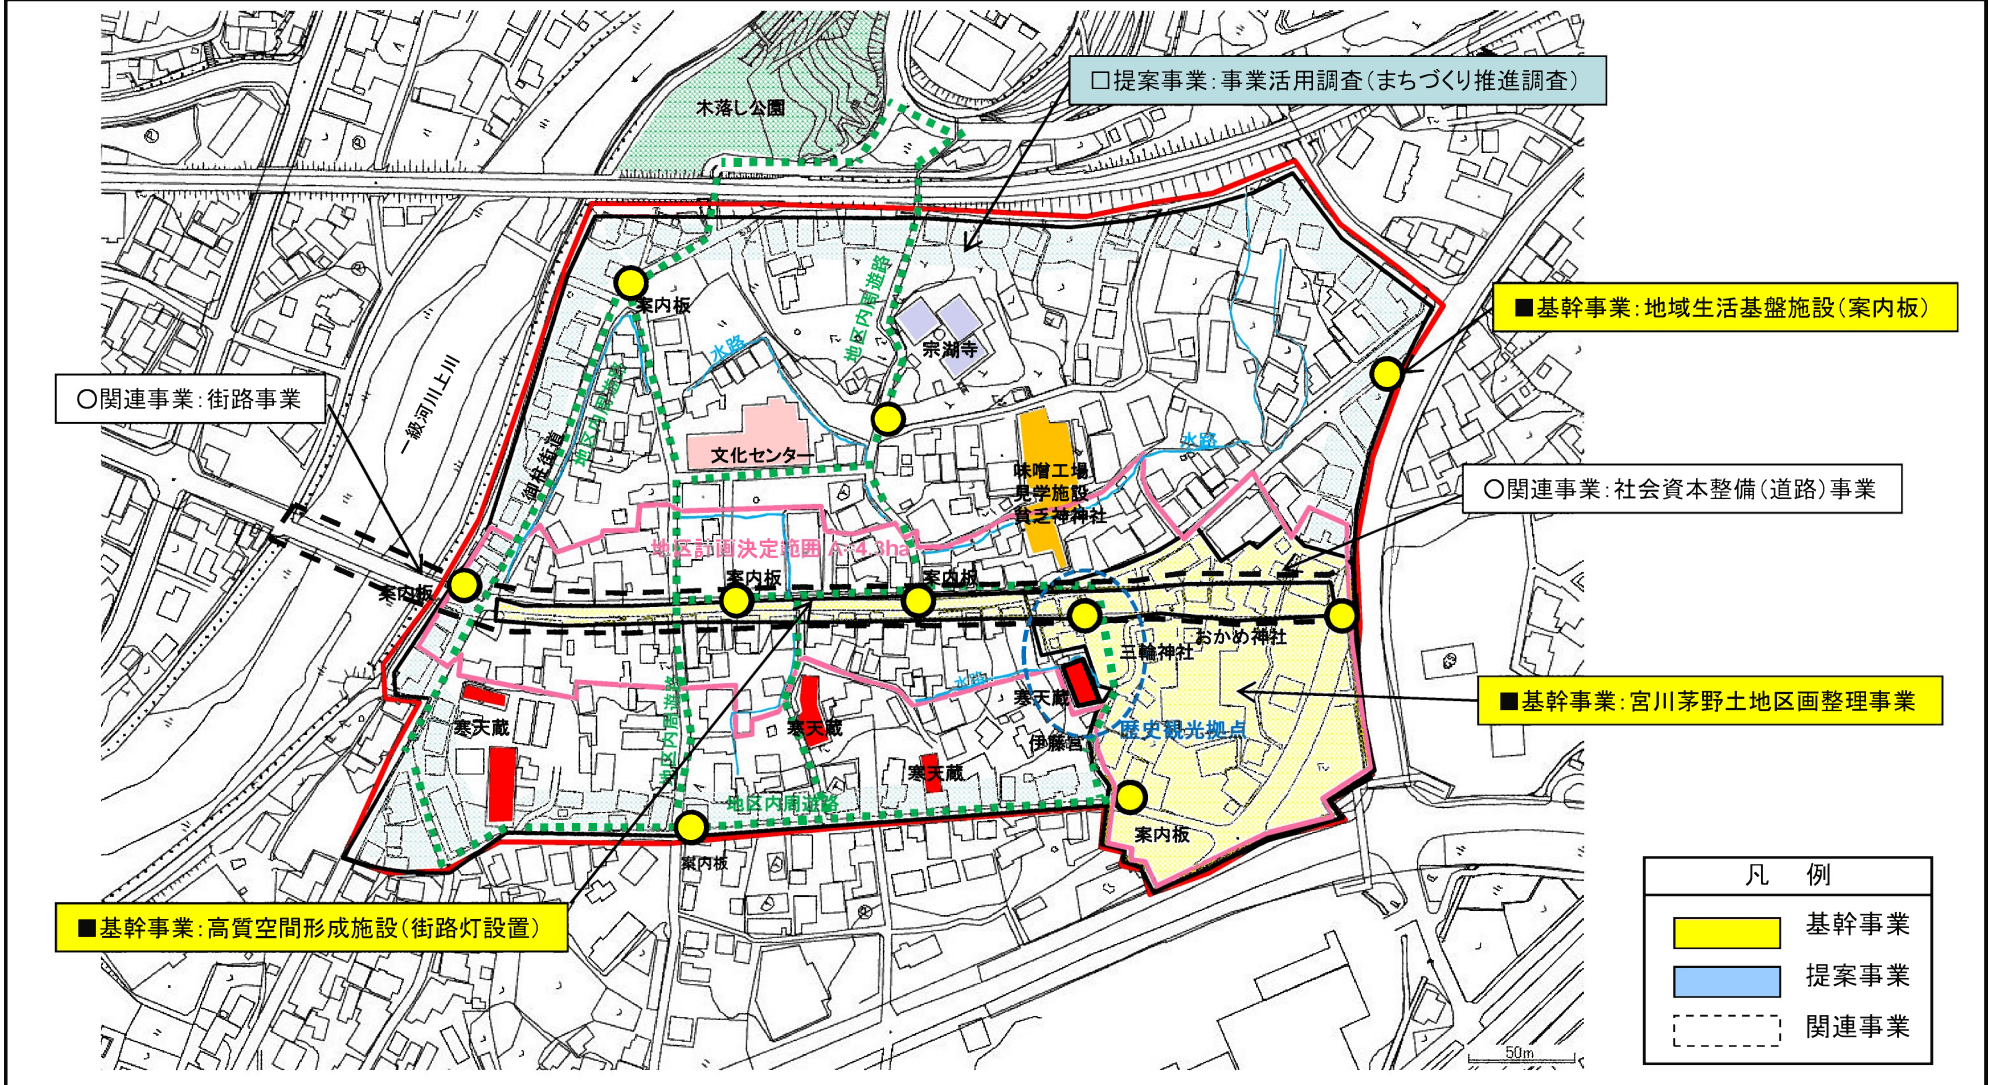 木落し公園
□提案事業：事業活用調査（まちづくり推進調査）
案内板
地区内周遊路
■基幹事業：地域生活基盤施設（案内板）
水路
宗湖寺
地区内周遊路
○関連事業：街路事業
一級河川上川
御柱街道
文化センター
水路
味噌工場
見学施設
貧乏神神社
○関連事業：社会資本整備（道路）事業
地区計画決定範囲 A=4.3ha
案内板
案内板
案内板
おかめ神社
三輪神社
水路
寒天蔵
■基幹事業：宮川茅野土地区画整理事業
地区内周遊路
寒天蔵
寒天蔵
伊藤宮
歴史観光拠点
寒天蔵
地区内周遊路
案内板
案内板
■基幹事業：高質空間形成施設（街路灯設置）
凡 例
基幹事業
提案事業
関連事業
50m